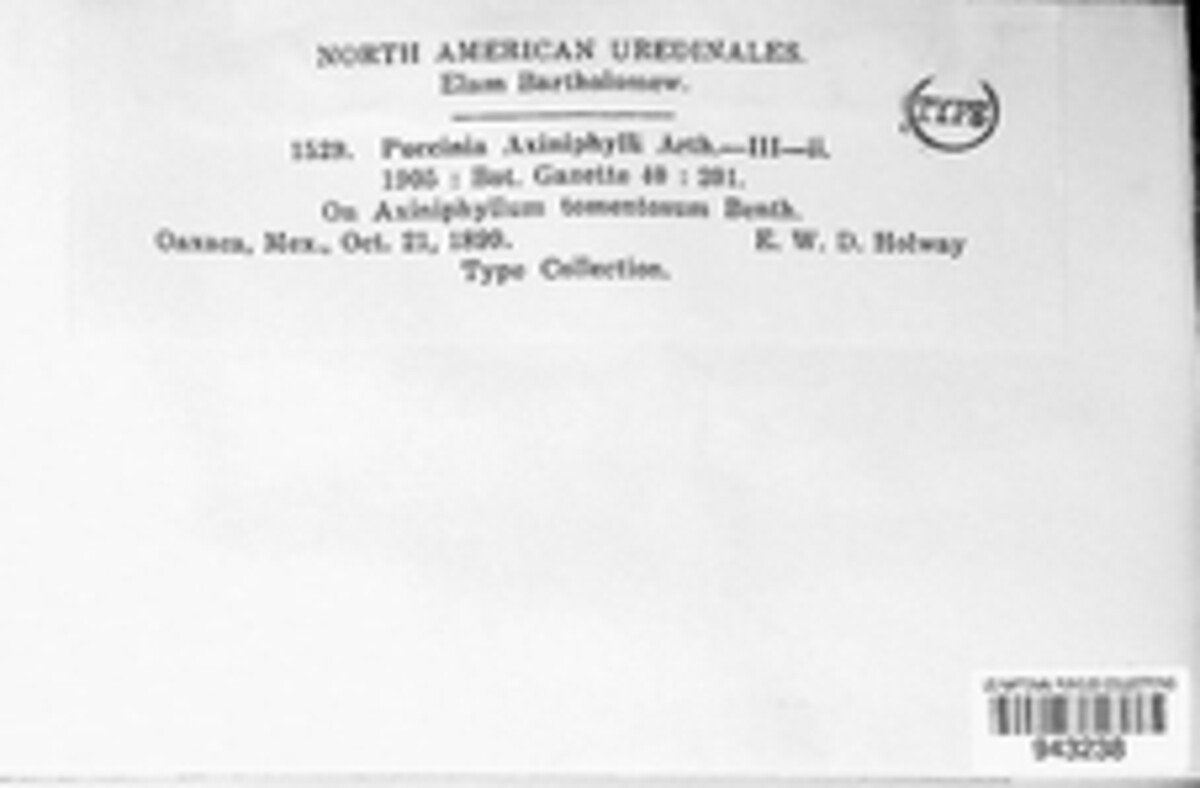 NORTH AMERICAN UREDINALES.
Elam Bartholomew.
TYPE
1529. Puccinia Axiniphylli Arth.—III—ii.
1905 : Bot. Gazette 40 : 201.
On Axiniphyllum tomentosum Benth.
Oaxaca, Mex., Oct. 21, 1899. E. W. D. Holway
Type Collection.
943238